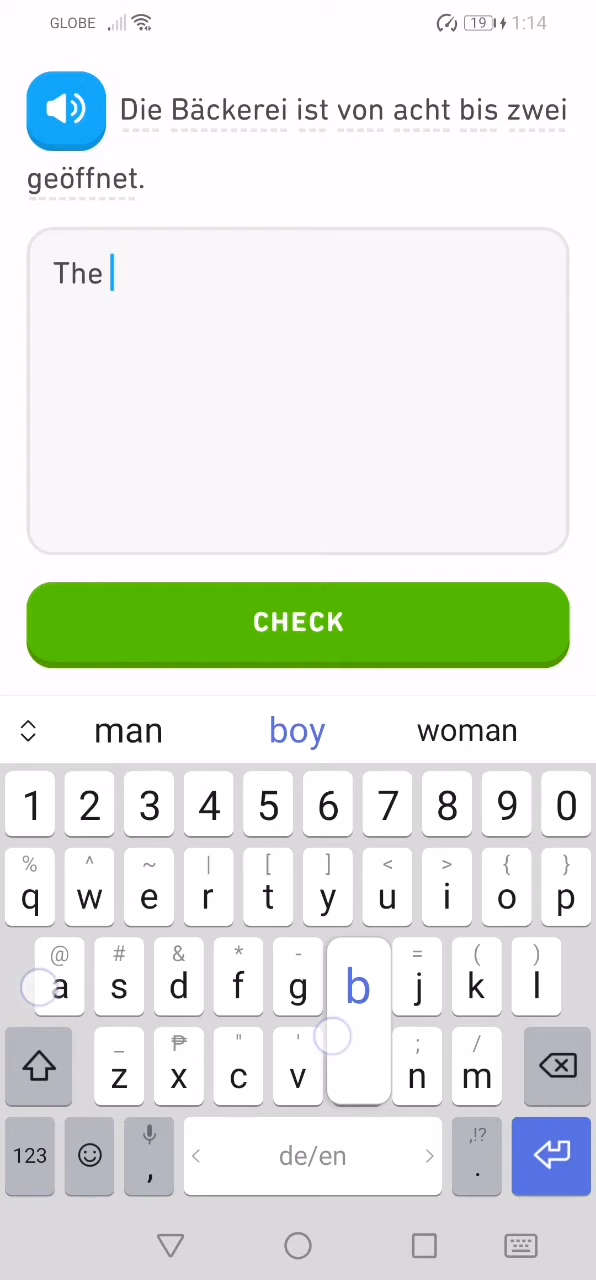 GLOBE 19 1:14
Die Bäckerei ist von acht bis zwei
geöffnet.
The
CHECK
man boy woman
1 2 3 4 5 6 7 8 9 0
% ^ ~ | [ ] < > { }
q w e r t y u i o p
@ # & * - = ( )
a s d f g b j k l
_ ₱ " ' ; /
z x c v n m
,!?
123 , < de/en > .